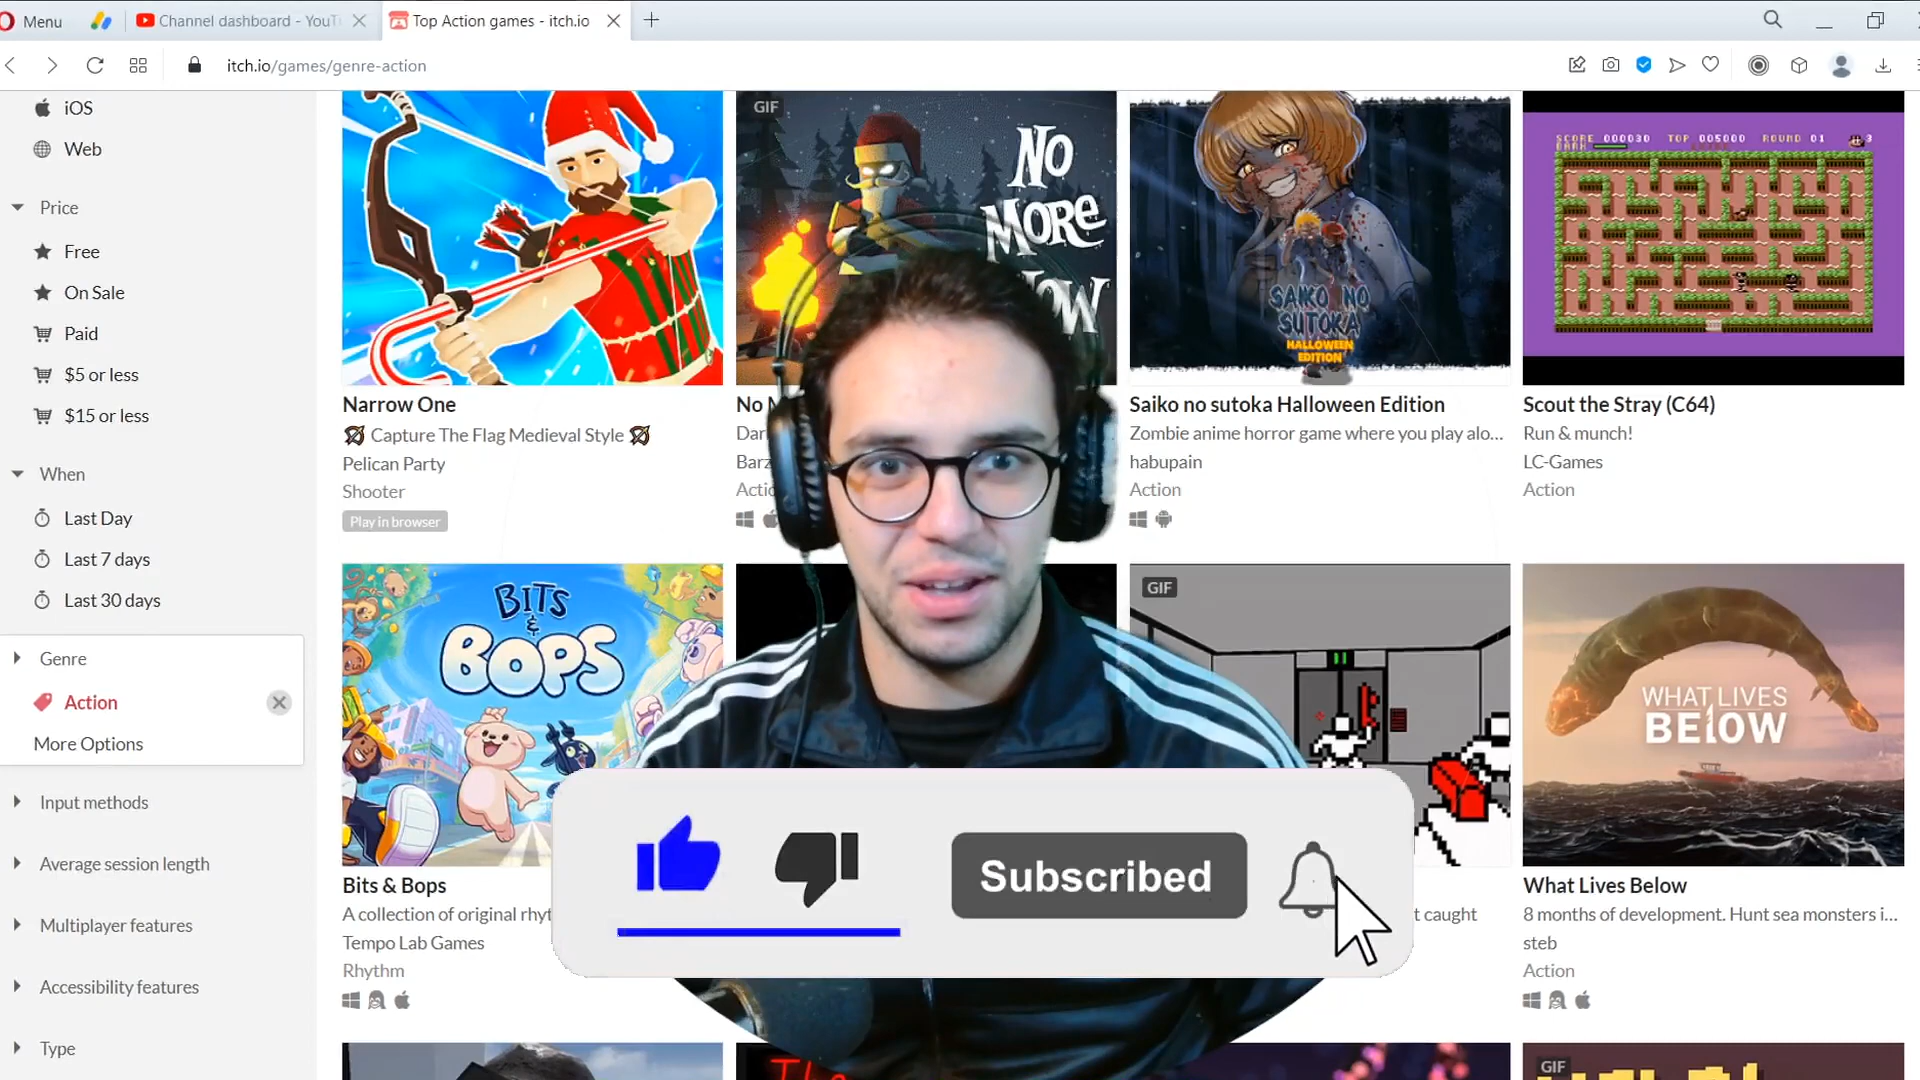 Menu
Channel dashboard - YouT
Top Action games - itch.io
itch.io/games/genre-action
iOS
Web
Price
Free
On Sale
Paid
$5 or less
$15 or less
When
Last Day
Last 7 days
Last 30 days
Genre
Action
More Options
Input methods
Average session length
Multiplayer features
Accessibility features
Type
Narrow One
Capture The Flag Medieval Style
Pelican Party
Shooter
Play in browser
GIF
NO
MORE
Dar
Barz
Actio
SAIKO NO
SUTOKA
HALLOWEEN
EDITION
Saiko no sutoka Halloween Edition
Zombie anime horror game where you play alo...
habupain
Action
SCORE 000030 TOP 005000 ROUND 01 3
Scout the Stray (C64)
Run & munch!
LC-Games
Action
BITS
&
BOPS
Bits & Bops
A collection of original rhyt
Tempo Lab Games
Rhythm
GIF
t caught
WHAT LIVES
BELOW
What Lives Below
8 months of development. Hunt sea monsters i...
steb
Action
Subscribed
The
GIF